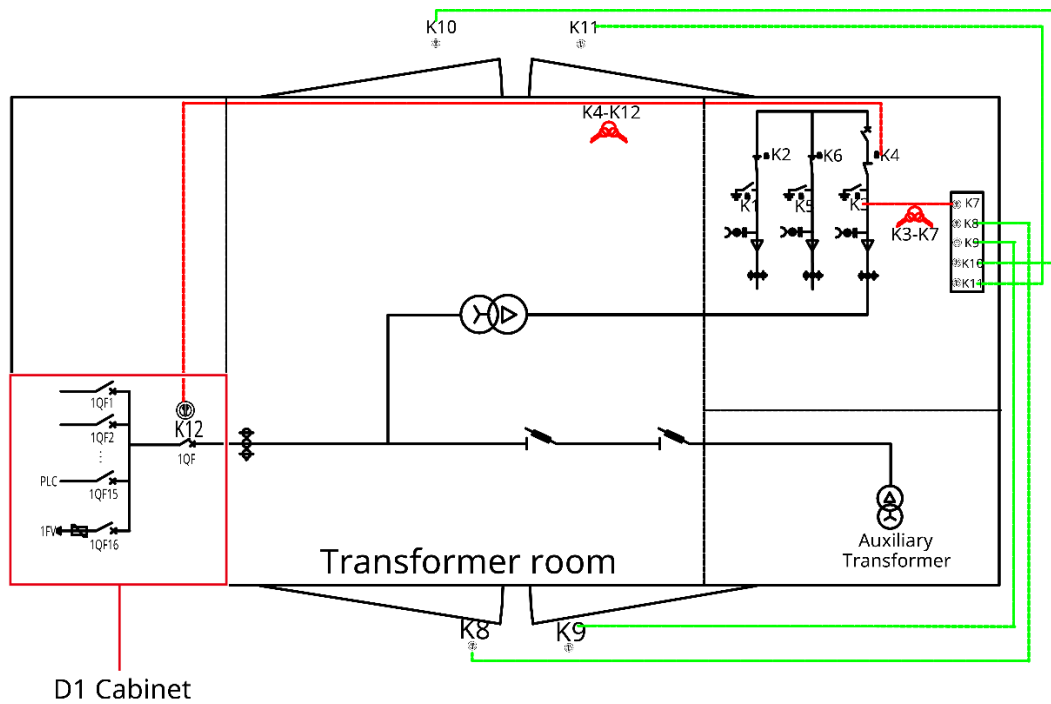 K10
K11
K4-K12
K2
K6
K4
K1
K5
K3
K7
K8
K9
K10
K11
K3-K7
1QF1
K12
1QF2
1QF
PLC
1QF15
1FV
1QF16
Transformer room
Auxiliary
Transformer
K8
K9
D1 Cabinet